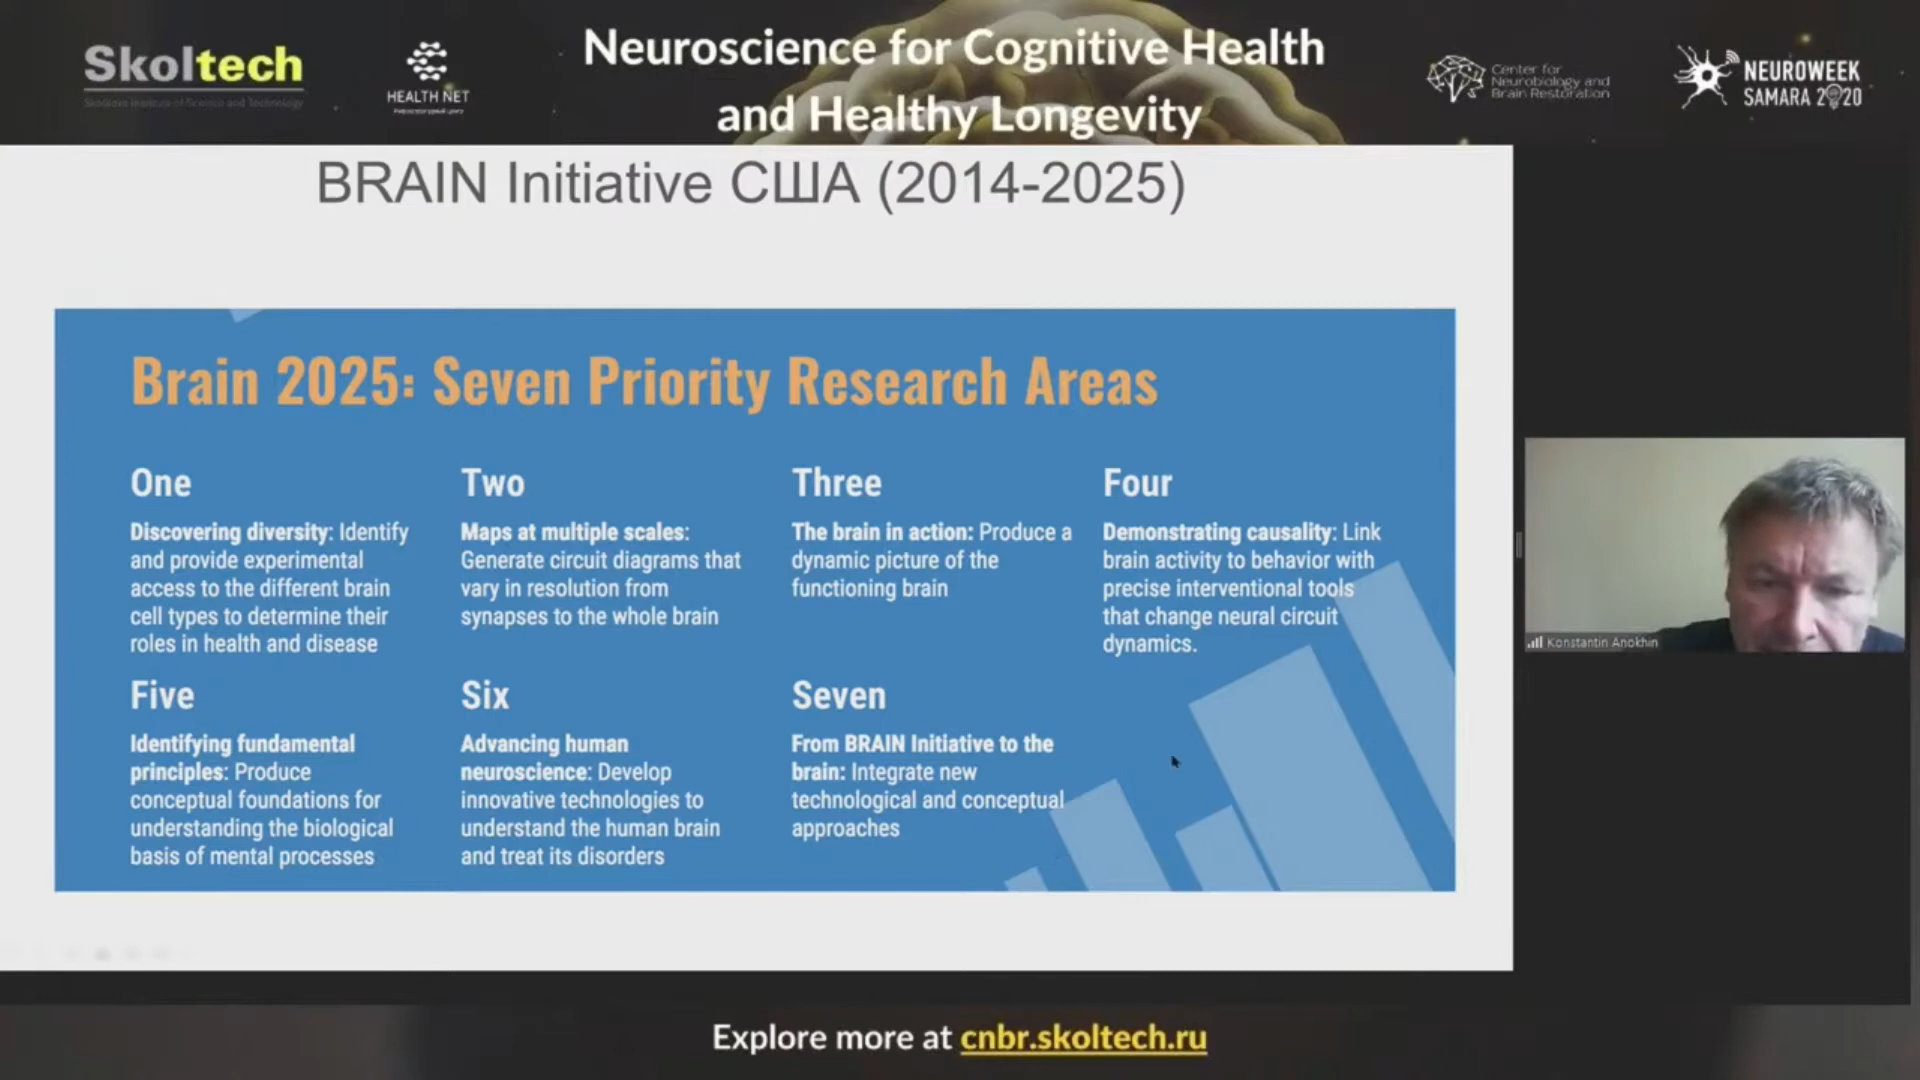 Skoltech
Skolkovo Institute of Science and Technology
HEALTH NET
Neuroscience for Cognitive Health
and Healthy Longevity
Center for
Neurobiology and
Brain Restoration
NEUROWEEK
SAMARA 2020
BRAIN Initiative США (2014-2025)
Brain 2025: Seven Priority Research Areas
One
Discovering diversity: Identify
and provide experimental
access to the different brain
cell types to determine their
roles in health and disease
Two
Maps at multiple scales:
Generate circuit diagrams that
vary in resolution from
synapses to the whole brain
Three
The brain in action: Produce a
dynamic picture of the
functioning brain
Four
Demonstrating causality: Link
brain activity to behavior with
precise interventional tools
that change neural circuit
dynamics.
Five
Identifying fundamental
principles: Produce
conceptual foundations for
understanding the biological
basis of mental processes
Six
Advancing human
neuroscience: Develop
innovative technologies to
understand the human brain
and treat its disorders
Seven
From BRAIN Initiative to the
brain: Integrate new
technological and conceptual
approaches
Konstantin Anokhin
Explore more at cnbr.skoltech.ru